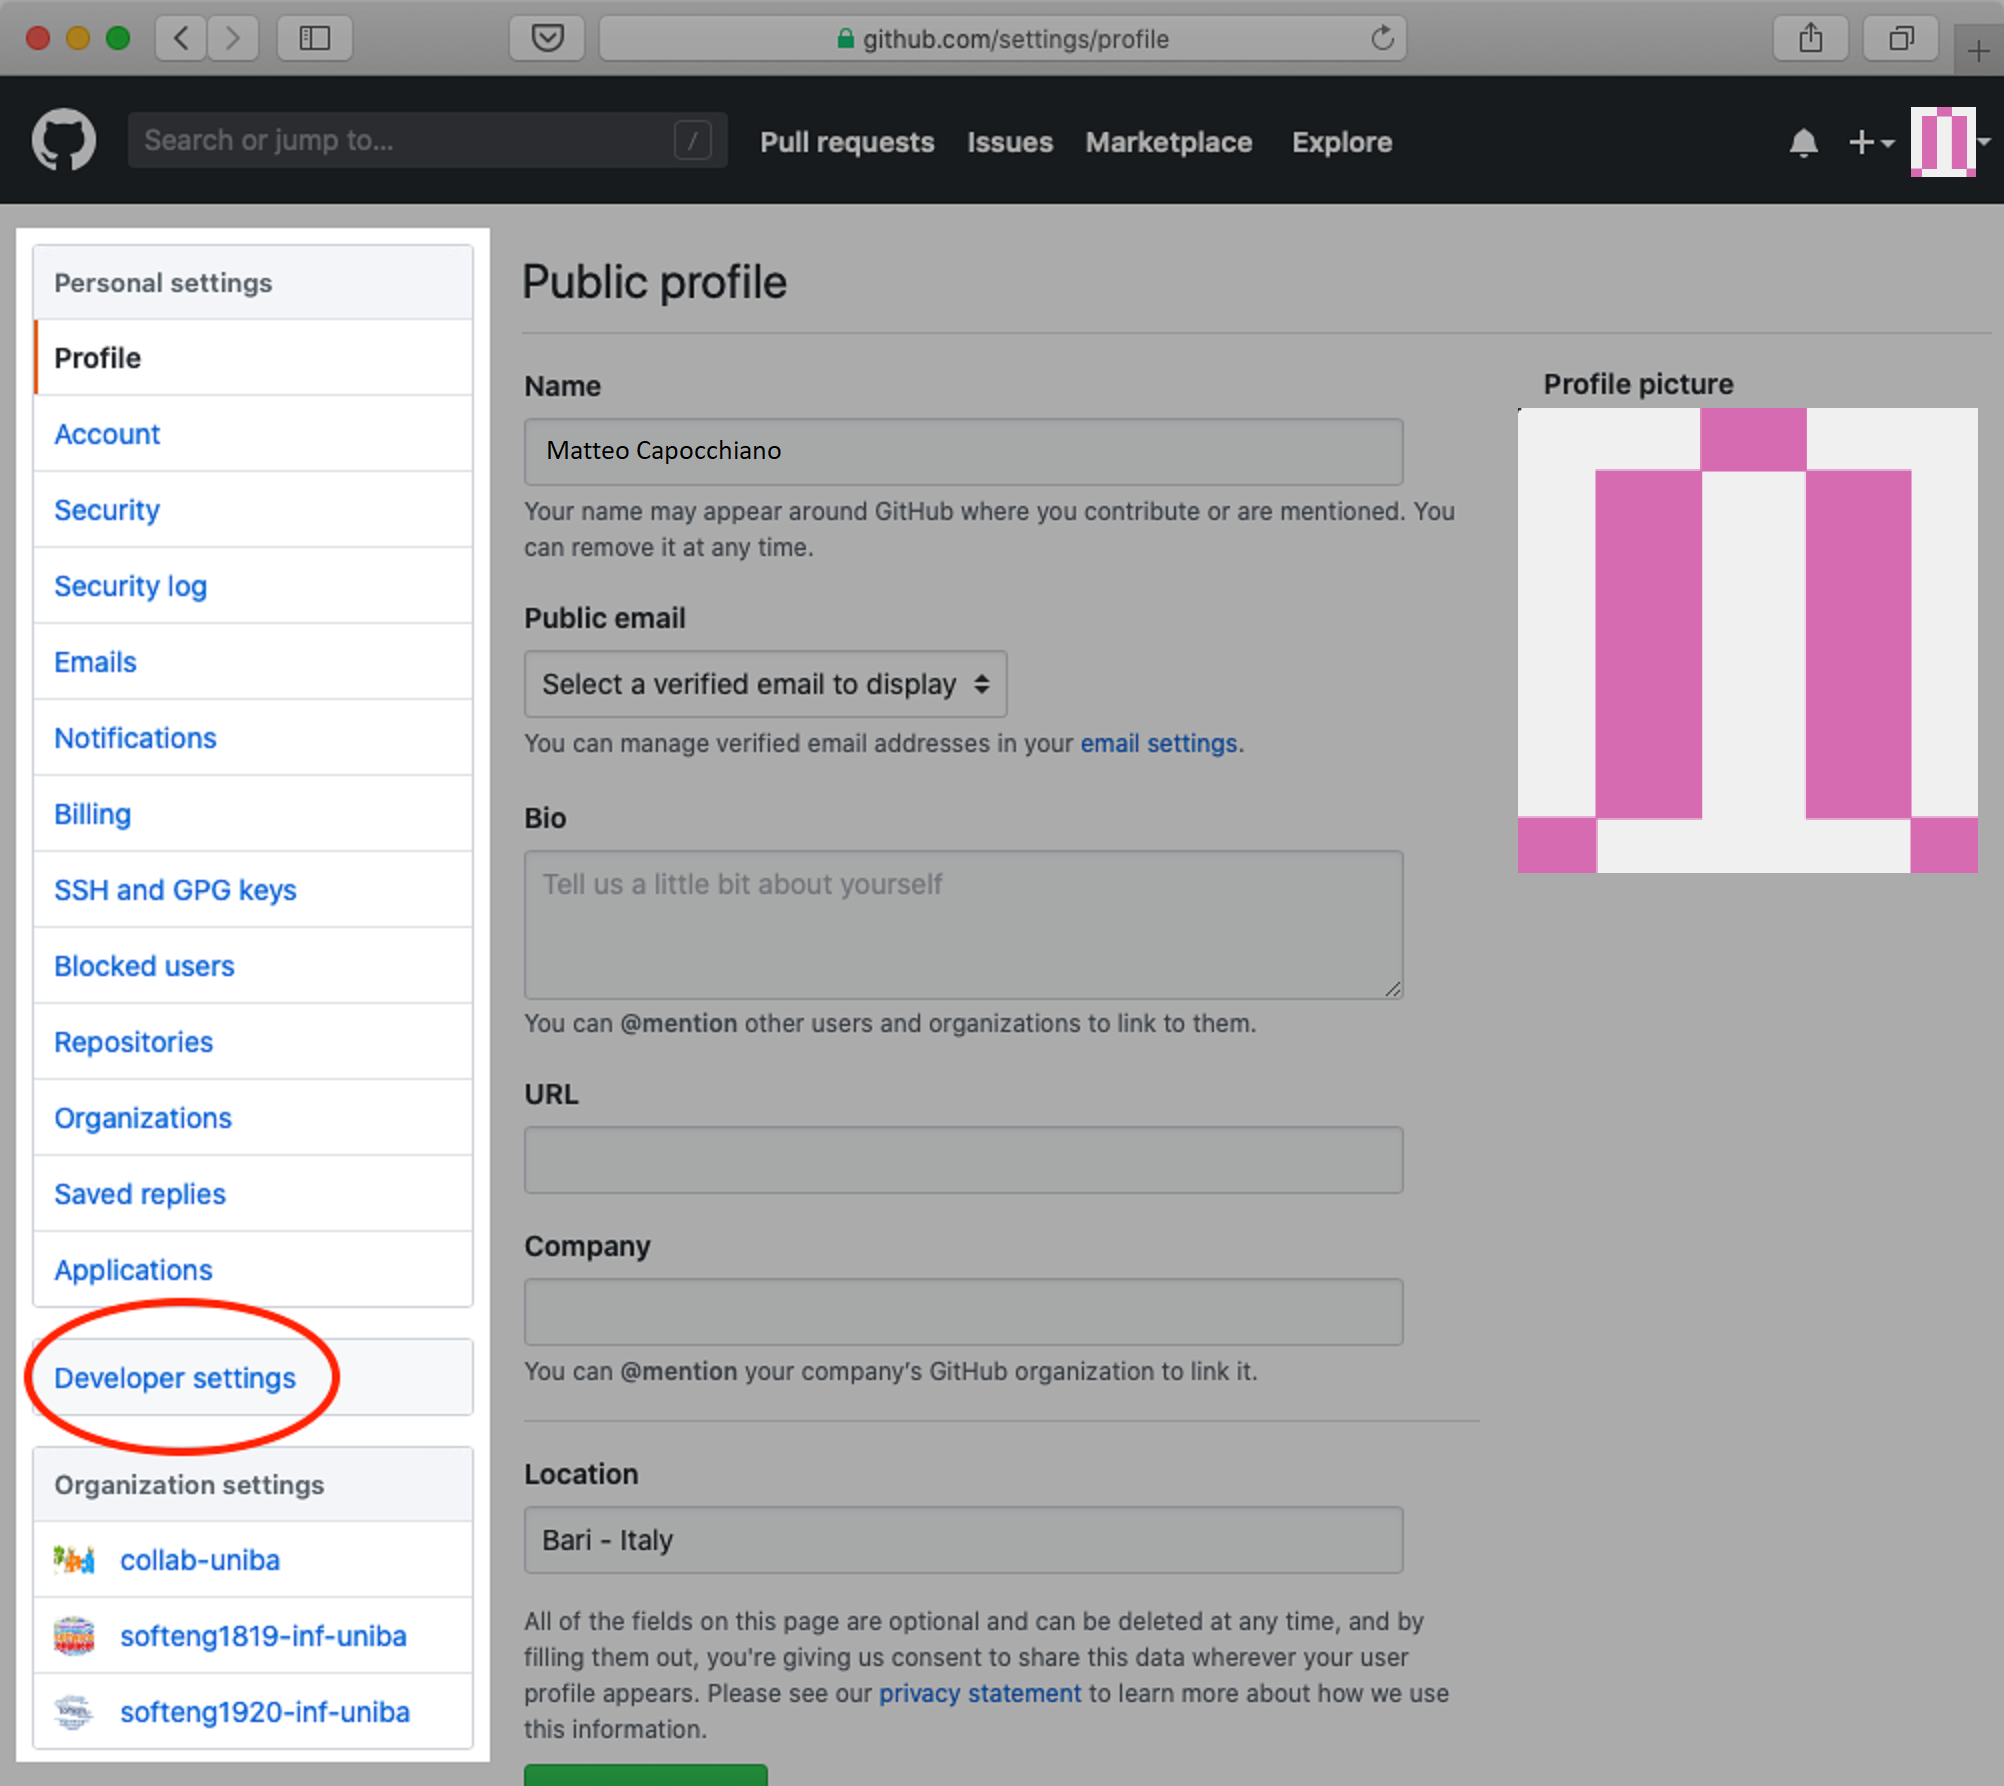 github.com/settings/profile
Search or jump to...
/
Pull requests
Issues
Marketplace
Explore
Personal settings
Profile
Account
Security
Security log
Emails
Notifications
Billing
SSH and GPG keys
Blocked users
Repositories
Organizations
Saved replies
Applications
Developer settings
Organization settings
collab-uniba
softeng1819-inf-uniba
softeng1920-inf-uniba
Public profile
Name
Matteo Capocchiano
Your name may appear around GitHub where you contribute or are mentioned. You
can remove it at any time.
Public email
Select a verified email to display
You can manage verified email addresses in your email settings.
Bio
Tell us a little bit about yourself
You can @mention other users and organizations to link to them.
URL
Company
You can @mention your company’s GitHub organization to link it.
Location
Bari - Italy
All of the fields on this page are optional and can be deleted at any time, and by
filling them out, you're giving us consent to share this data wherever your user
profile appears. Please see our privacy statement to learn more about how we use
this information.
Profile picture